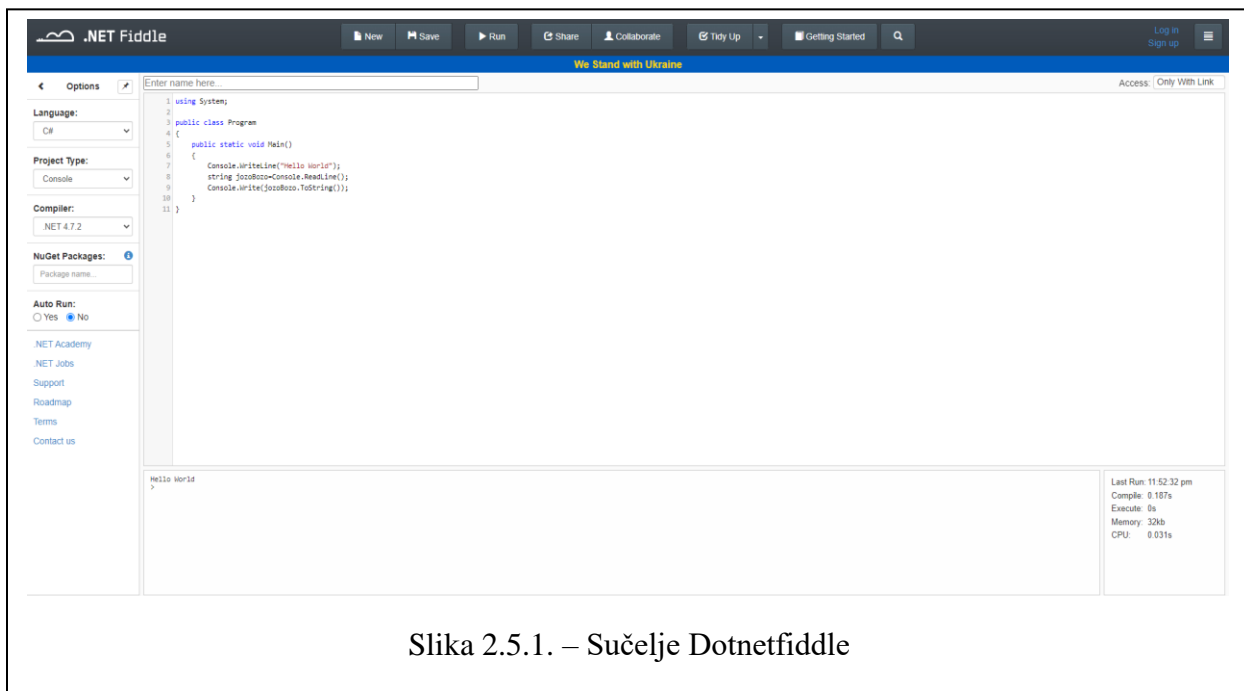 .NET Fiddle
New Save Run Share Collaborate Tidy Up Getting Started
Log in
Sign up
We Stand with Ukraine
Options
Enter name here...
Access: Only With Link
Language:
C#
Project Type:
Console
Compiler:
.NET 4.7.2
NuGet Packages:
Package name...
Auto Run:
Yes No
.NET Academy
.NET Jobs
Support
Roadmap
Terms
Contact us
1 using System;
2
3 public class Program
4 {
5 public static void Main()
6 {
7 Console.WriteLine("Hello World");
8 string jozoBozo=Console.ReadLine();
9 Console.Write(jozoBozo.ToString());
10 }
11 }
Hello World
>
Last Run: 11:52:32 pm
Compile: 0.187s
Execute: 0s
Memory: 32kb
CPU: 0.031s
Slika 2.5.1. – Sučelje Dotnetfiddle